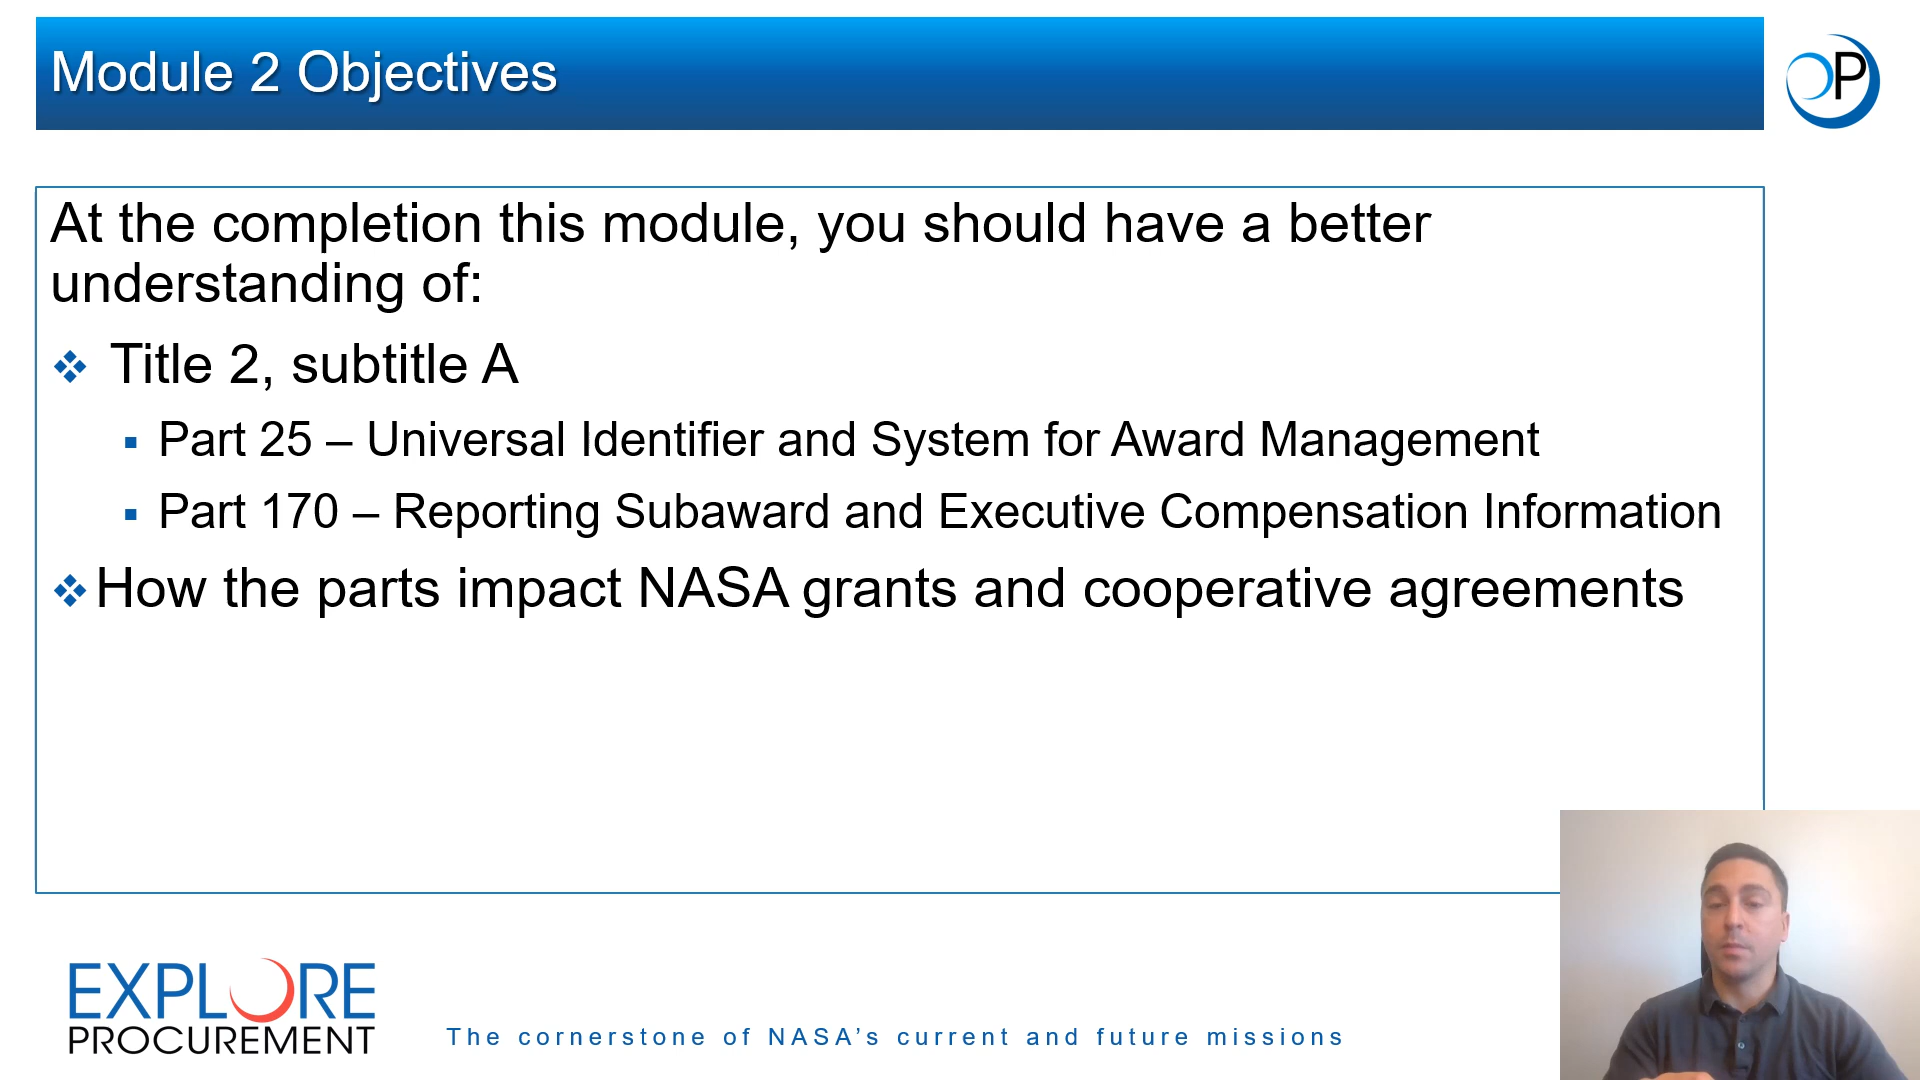 Module 2 Objectives
OP
At the completion this module, you should have a better
understanding of:
Title 2, subtitle A
Part 25 – Universal Identifier and System for Award Management
Part 170 – Reporting Subaward and Executive Compensation Information
How the parts impact NASA grants and cooperative agreements
EXPLORE
PROCUREMENT
The cornerstone of NASA’s current and future missions